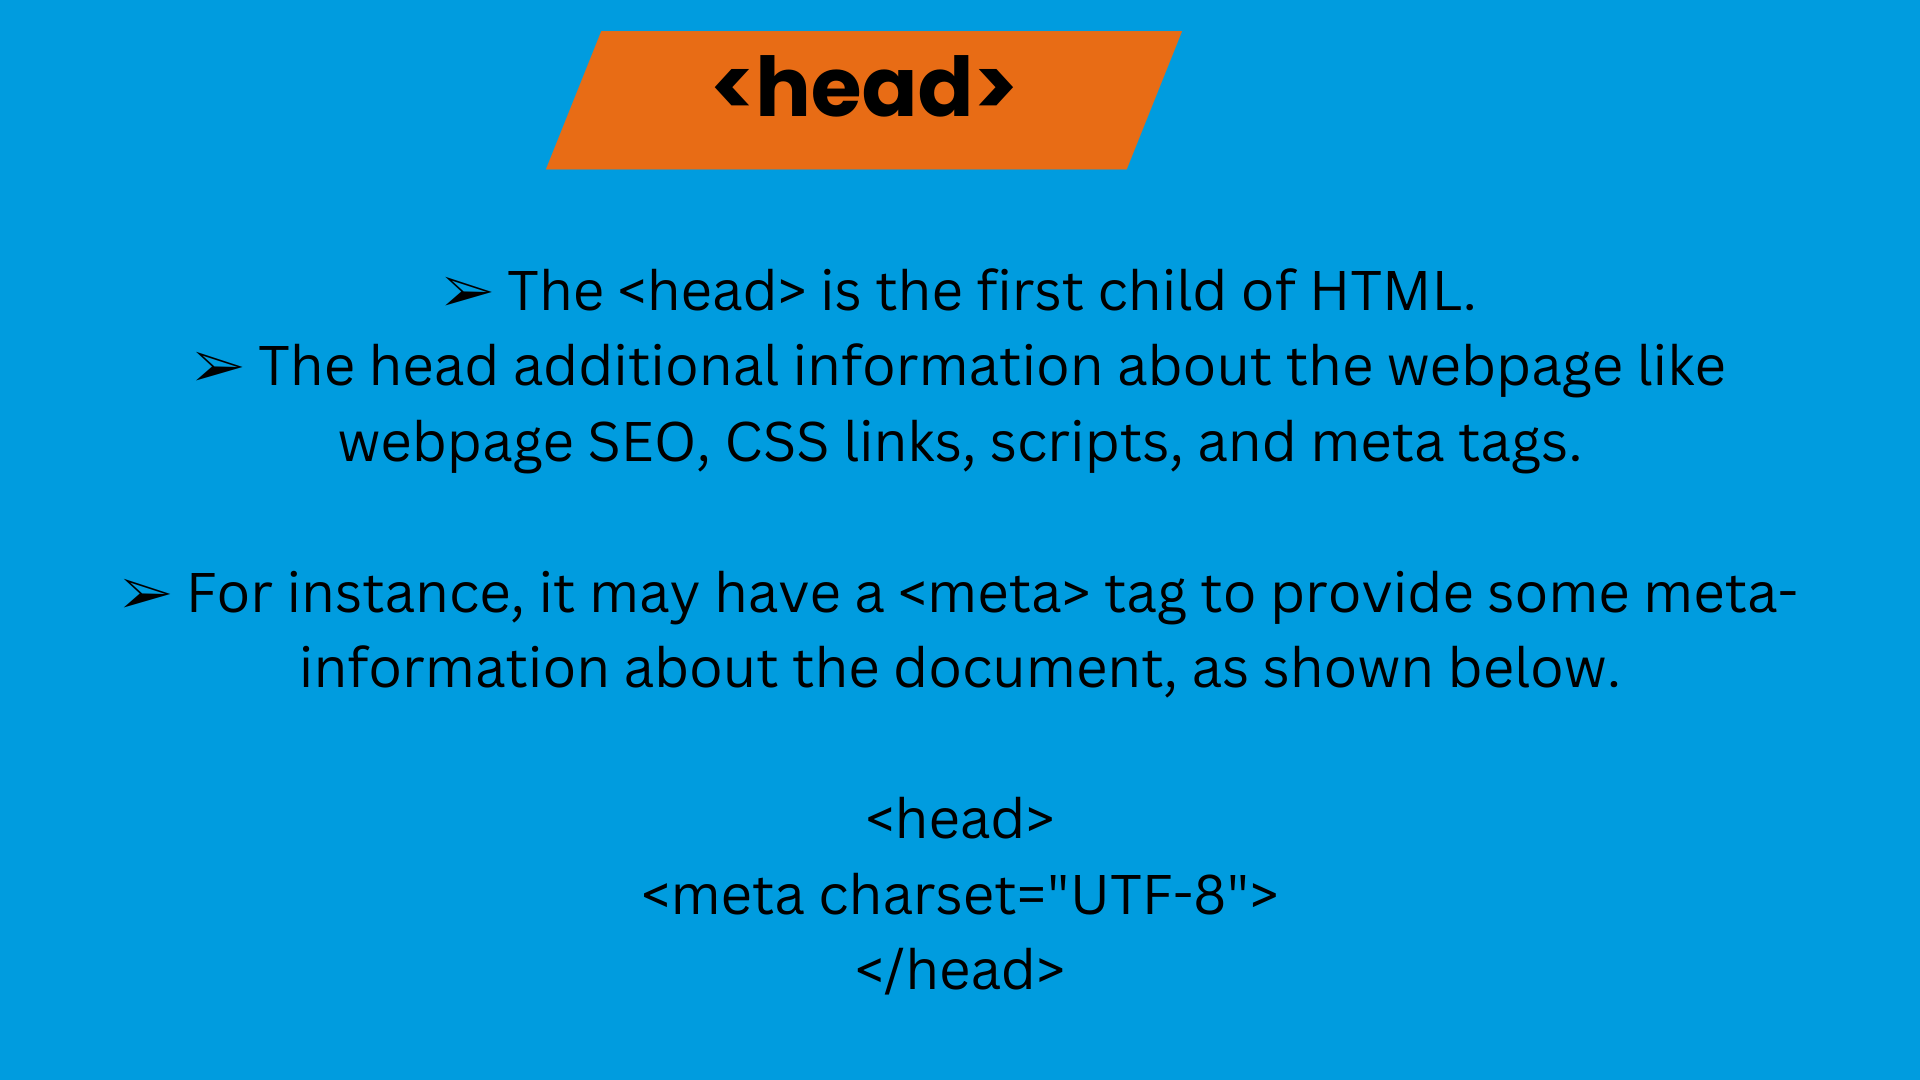 <head>
➢ The <head> is the first child of HTML.
➢ The head additional information about the webpage like
webpage SEO, CSS links, scripts, and meta tags.
➢ For instance, it may have a <meta> tag to provide some meta-
information about the document, as shown below.
<head>
<meta charset="UTF-8">
</head>